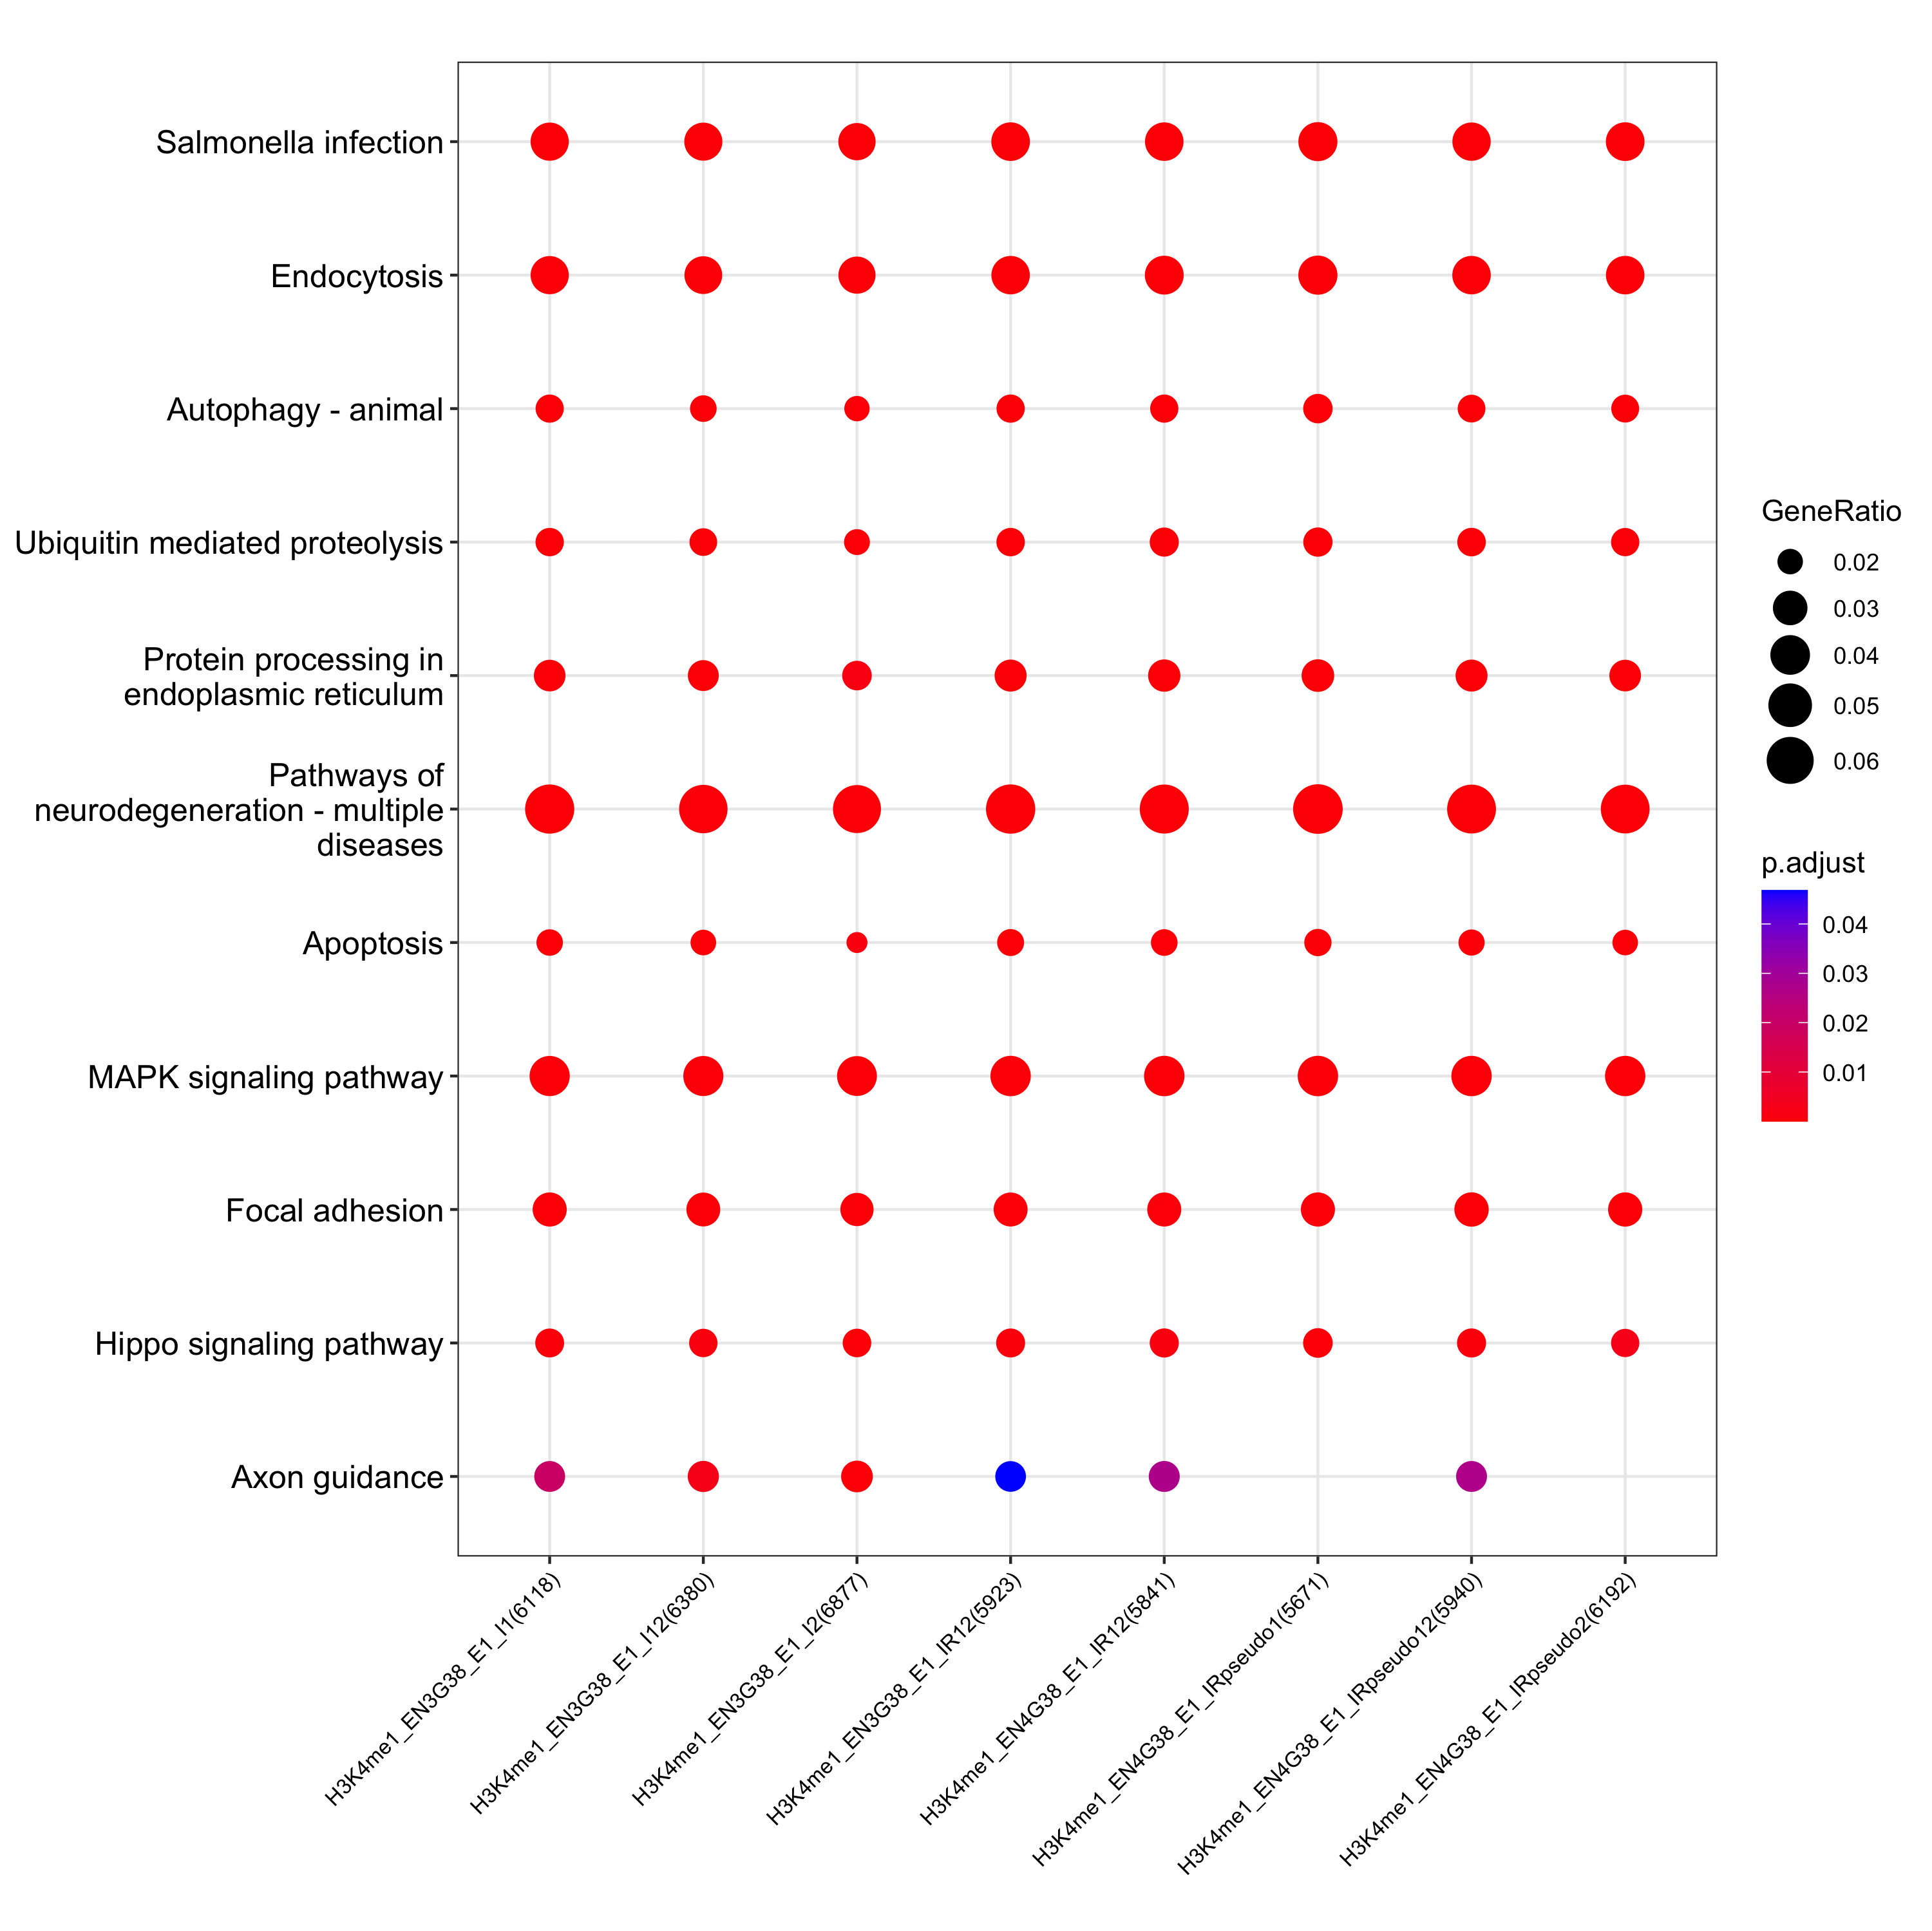 Salmonella infection
Endocytosis
Autophagy - animal
Ubiquitin mediated proteolysis
Protein processing in
endoplasmic reticulum
Pathways of
neurodegeneration - multiple
diseases
Apoptosis
MAPK signaling pathway
Focal adhesion
Hippo signaling pathway
Axon guidance
H3K4me1_EN3G38_E1_I1(6118)
H3K4me1_EN3G38_E1_I12(6380)
H3K4me1_EN3G38_E1_I2(6877)
H3K4me1_EN3G38_E1_IR12(5923)
H3K4me1_EN4G38_E1_IR12(5841)
H3K4me1_EN4G38_E1_IRpseudo1(5671)
H3K4me1_EN4G38_E1_IRpseudo12(5940)
H3K4me1_EN4G38_E1_IRpseudo2(6192)
GeneRatio
0.02
0.03
0.04
0.05
0.06
p.adjust
0.04
0.03
0.02
0.01